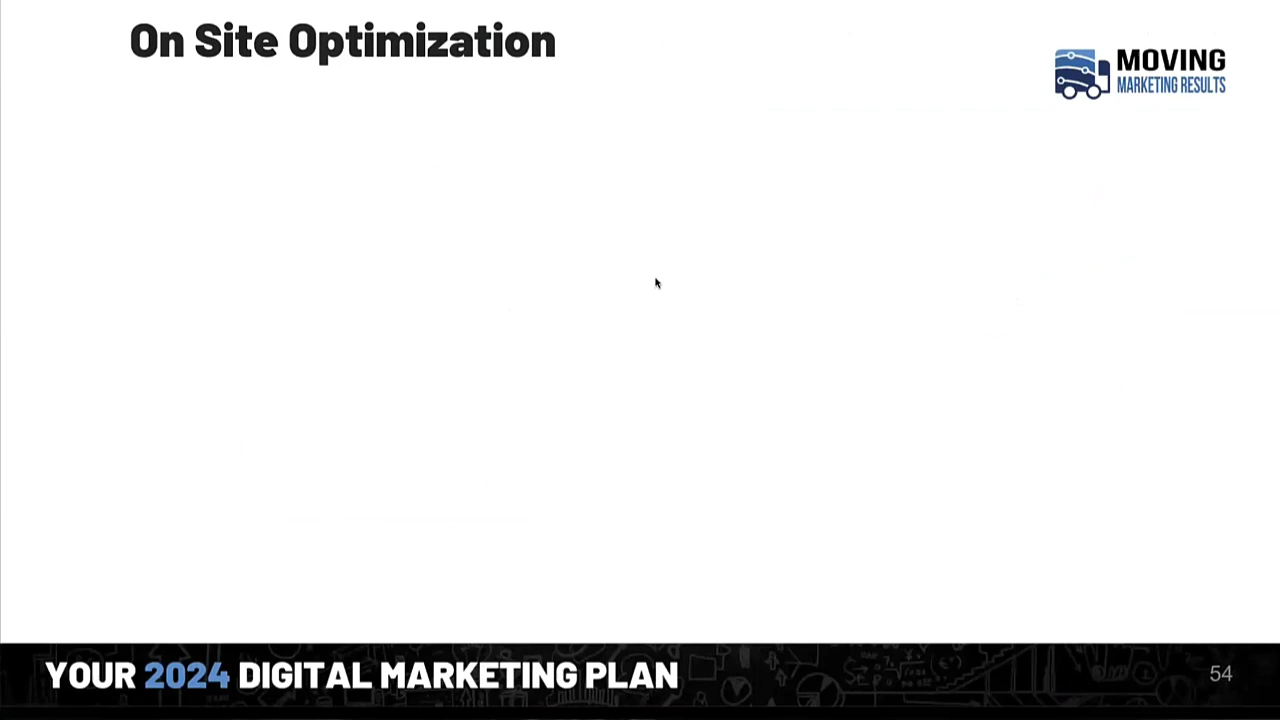 On Site Optimization
MOVING
MARKETING RESULTS
YOUR 2024 DIGITAL MARKETING PLAN
54